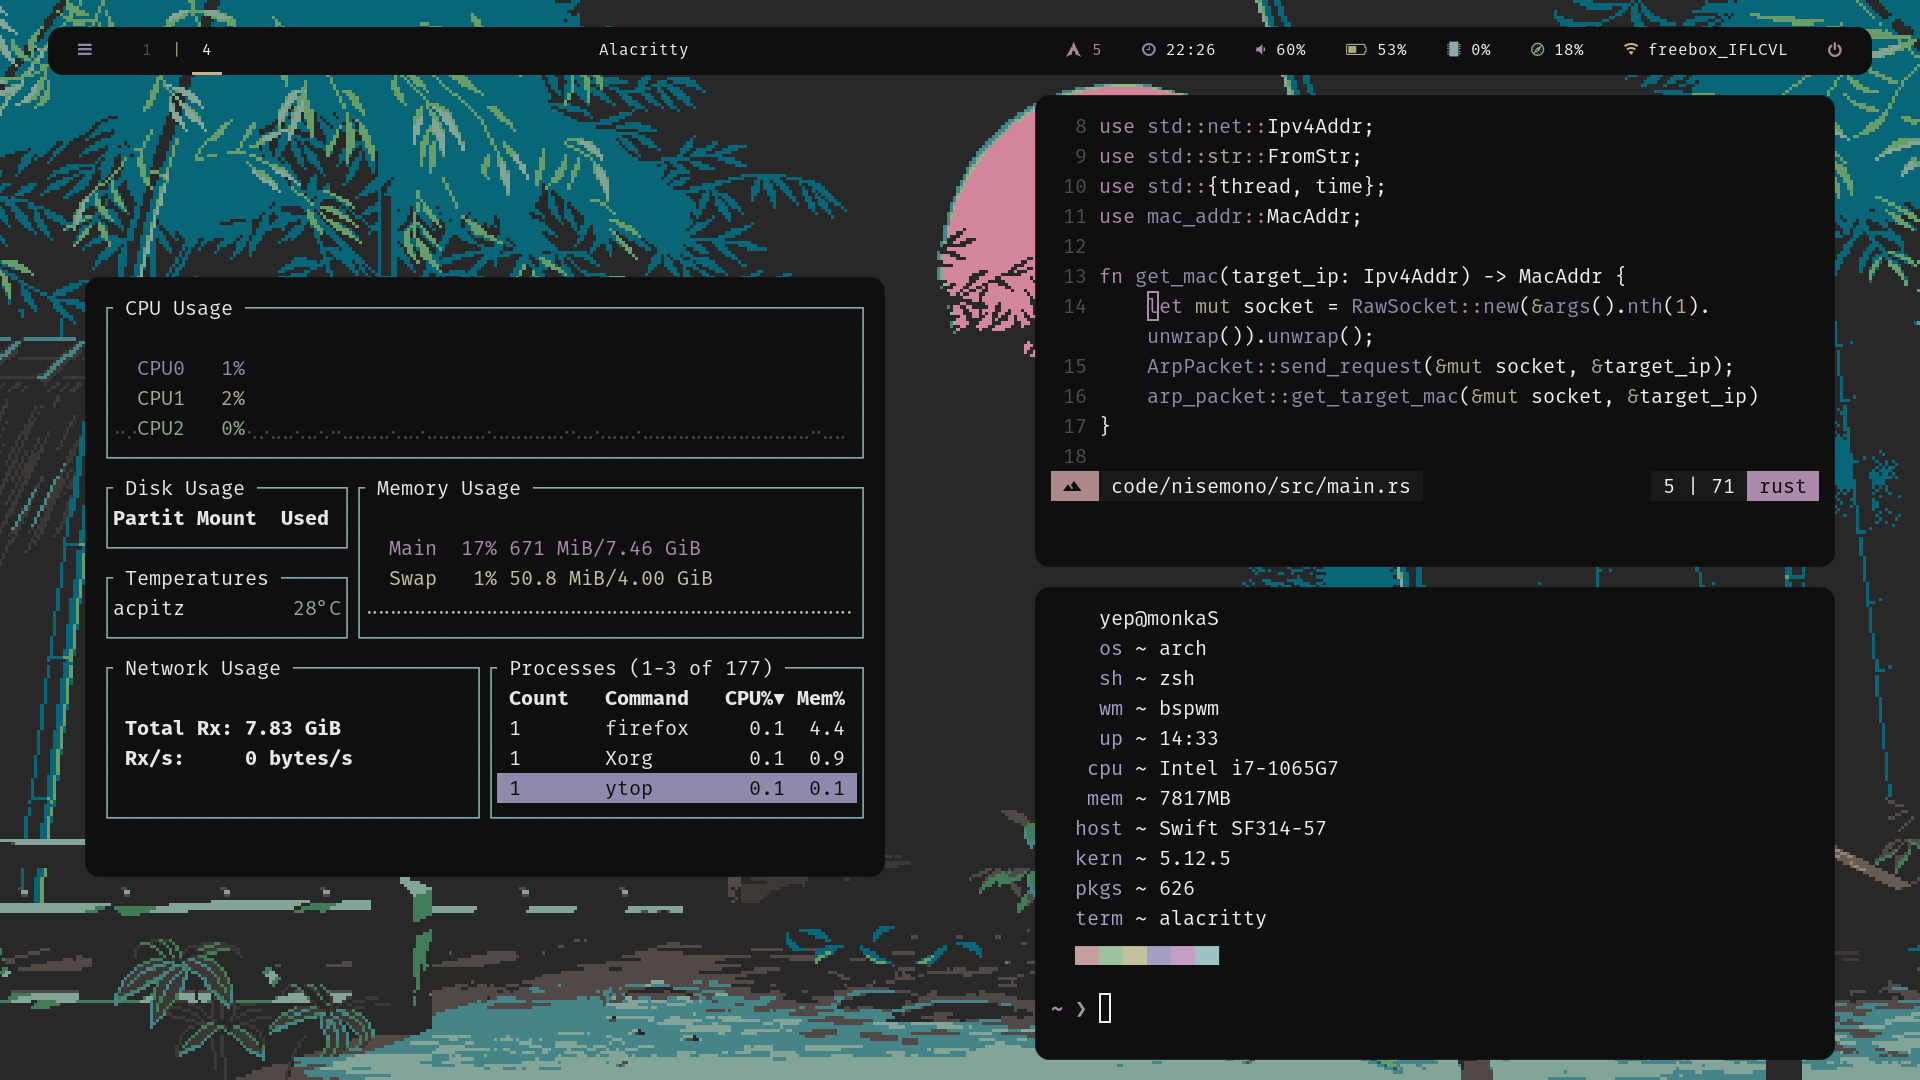 1 | 4 Alacritty 5 22:26 60% 53% 0% 18% freebox_IFLCVL
CPU Usage
CPU0 1%
CPU1 2%
CPU2 0%
Disk Usage
Partit Mount Used
Temperatures
acpitz 28°C
Memory Usage
Main 17% 671 MiB/7.46 GiB
Swap 1% 50.8 MiB/4.00 GiB
Network Usage
Total Rx: 7.83 GiB
Rx/s: 0 bytes/s
Processes (1-3 of 177)
Count Command CPU%▼ Mem%
1 firefox 0.1 4.4
1 Xorg 0.1 0.9
1 ytop 0.1 0.1
8 use std::net::Ipv4Addr;
9 use std::str::FromStr;
10 use std::{thread, time};
11 use mac_addr::MacAddr;
12
13 fn get_mac(target_ip: Ipv4Addr) -> MacAddr {
14 let mut socket = RawSocket::new(&args().nth(1).
unwrap()).unwrap();
15 ArpPacket::send_request(&mut socket, &target_ip);
16 arp_packet::get_target_mac(&mut socket, &target_ip)
17 }
18
code/nisemono/src/main.rs 5 | 71 rust
yep@monkaS
os ~ arch
sh ~ zsh
wm ~ bspwm
up ~ 14:33
cpu ~ Intel i7-1065G7
mem ~ 7817MB
host ~ Swift SF314-57
kern ~ 5.12.5
pkgs ~ 626
term ~ alacritty
~ ❯